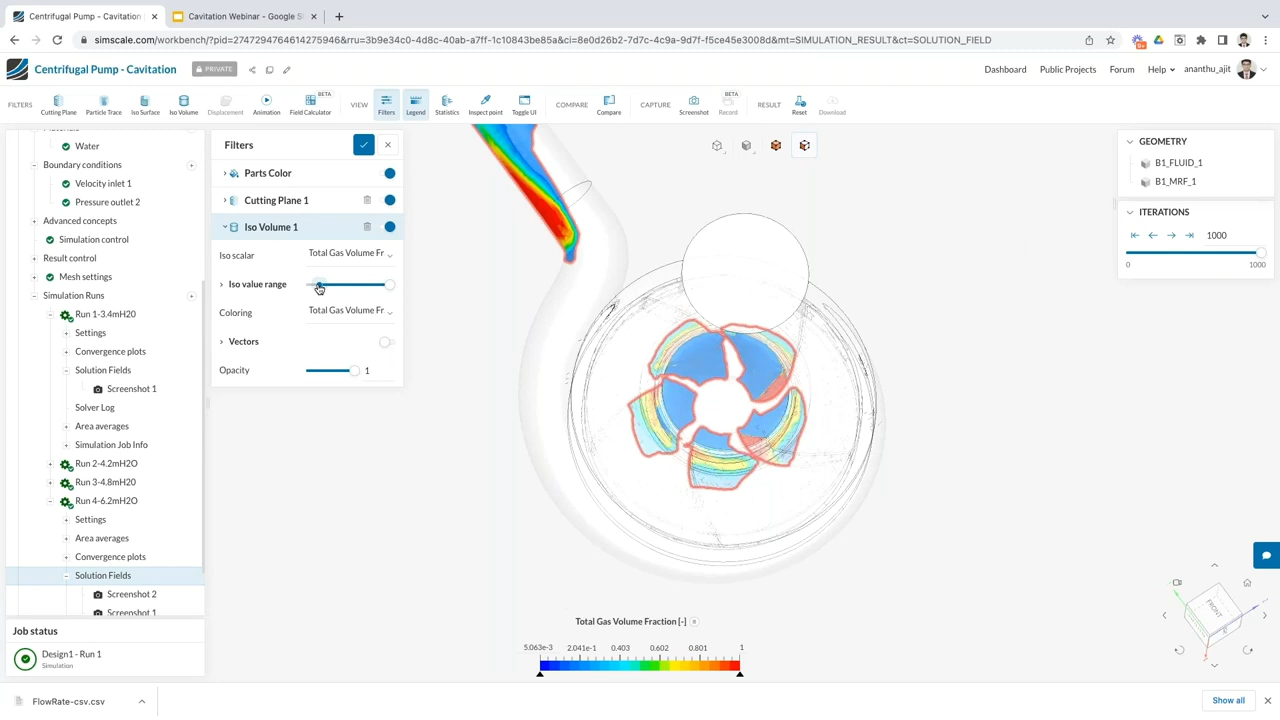 Centrifugal Pump - Cavitation
Cavitation Webinar - Google Sl
simscale.com/workbench/?pid=2747294764614275946&rru=3b9e34c0-4d8c-40ab-a7ff-1c10843be85a&ci=8e0d26b2-7d7c-4c9a-9d7f-f5ce45e3008d&mt=SIMULATION_RESULT&ct=SOLUTION_FIELD
Centrifugal Pump - Cavitation
PRIVATE
Dashboard
Public Projects
Forum
Help
ananthu_ajit
FILTERS
Cutting Plane
Particle Trace
Iso Surface
Iso Volume
Displacement
Animation
BETA
Field Calculator
VIEW
Filters
Legend
Statistics
Inspect point
Toggle UI
COMPARE
Compare
CAPTURE
Screenshot
BETA
Record
RESULT
Reset
Download
Materials
Water
Boundary conditions
Velocity inlet 1
Pressure outlet 2
Advanced concepts
Simulation control
Result control
Mesh settings
Simulation Runs
Run 1-3.4mH20
Settings
Convergence plots
Solution Fields
Screenshot 1
Solver Log
Area averages
Simulation Job Info
Run 2-4.2mH2O
Run 3-4.8mH2O
Run 4-6.2mH2O
Settings
Area averages
Convergence plots
Solution Fields
Screenshot 2
Screenshot 1
Job status
Design1 - Run 1
Simulation
Filters
Parts Color
Cutting Plane 1
Iso Volume 1
Iso scalar
Total Gas Volume Fr
Iso value range
Coloring
Total Gas Volume Fr
Vectors
Opacity
1
GEOMETRY
B1_FLUID_1
B1_MRF_1
ITERATIONS
1000
0
1000
FRONT
Total Gas Volume Fraction [-]
5.063e-3
2.041e-1
0.403
0.602
0.801
1
FlowRate-csv.csv
Show all